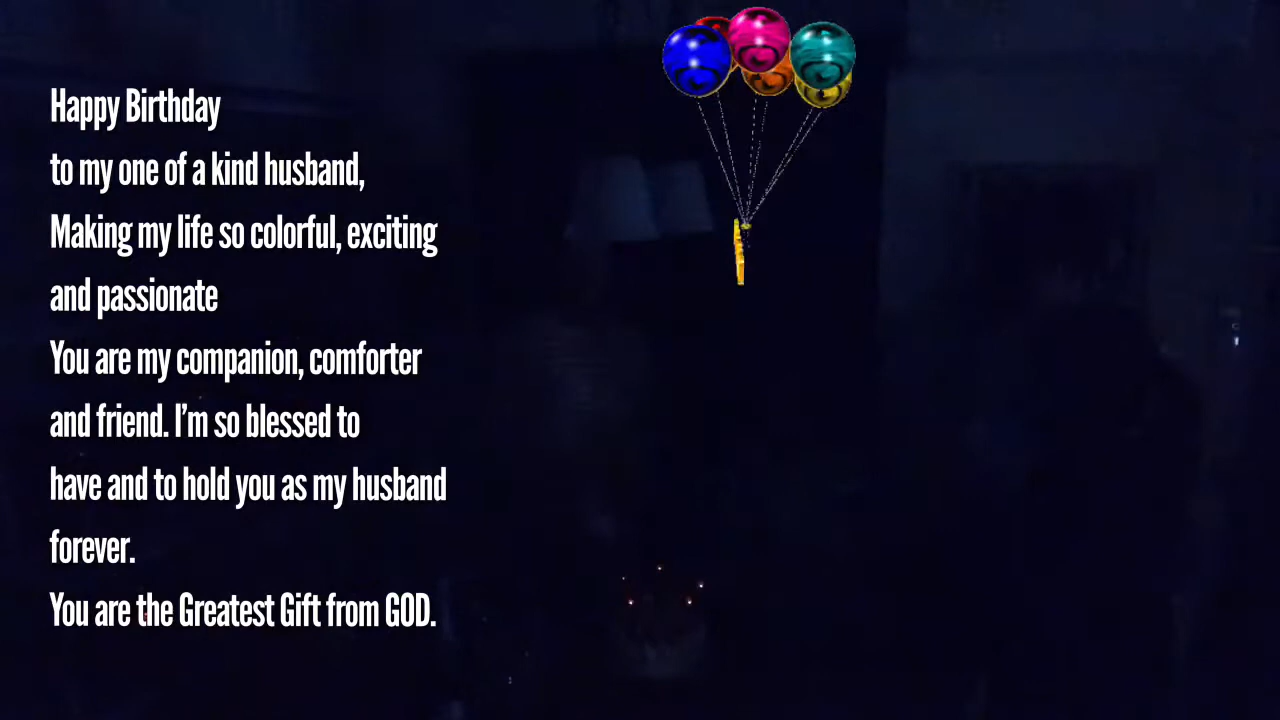 Happy Birthday
to my one of a kind husband,
Making my life so colorful, exciting
and passionate
You are my companion, comforter
and friend. I'm so blessed to
have and to hold you as my husband
forever.
You are the Greatest Gift from GOD.